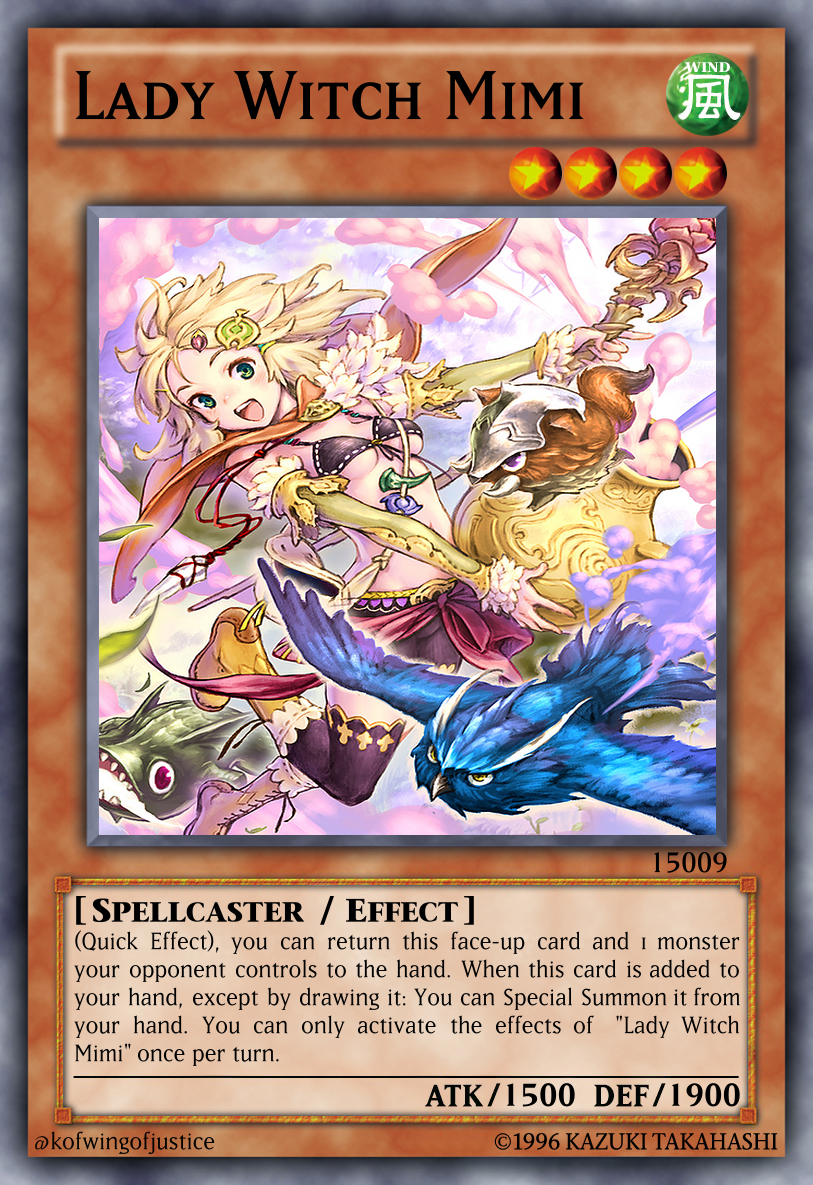 Lady Witch Mimi
WIND
風
15009
[ Spellcaster / Effect ]
(Quick Effect), you can return this face-up card and 1 monster
your opponent controls to the hand. When this card is added to
your hand, except by drawing it: You can Special Summon it from
your hand. You can only activate the effects of "Lady Witch
Mimi" once per turn.
ATK/1500 DEF/1900
@kofwingofjustice
©1996 KAZUKI TAKAHASHI